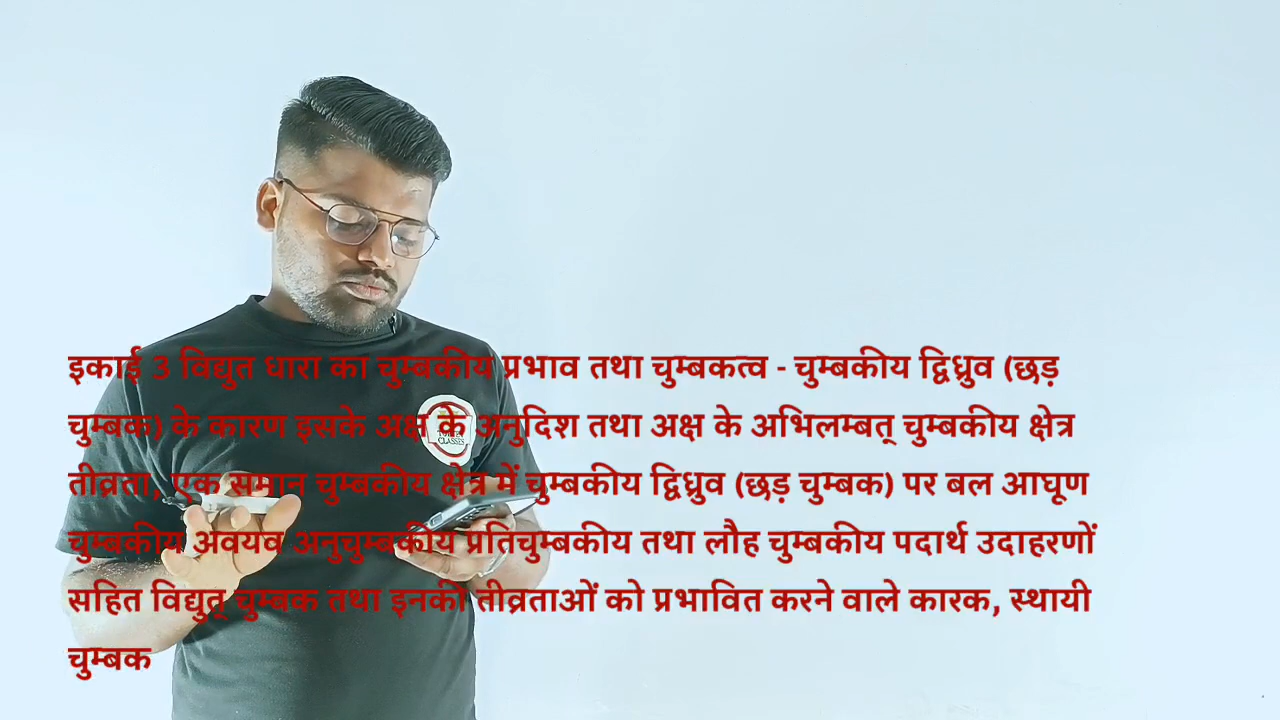 इकाई 3 विद्युत धारा का चुम्बकीय प्रभाव तथा चुम्बकत्व - चुम्बकीय द्विध्रुव (छड़
चुम्बक) के कारण इसके अक्ष के अनुदिश तथा अक्ष के अभिलम्बत् चुम्बकीय क्षेत्र
तीव्रता, एक समान चुम्बकीय क्षेत्र में चुम्बकीय द्विध्रुव (छड़ चुम्बक) पर बल आघूण
चुम्बकीय अवयव अनुचुम्बकीय प्रतिचुम्बकीय तथा लौह चुम्बकीय पदार्थ उदाहरणों
सहित विद्युत् चुम्बक तथा इनकी तीव्रताओं को प्रभावित करने वाले कारक, स्थायी
चुम्बक
CLASSES